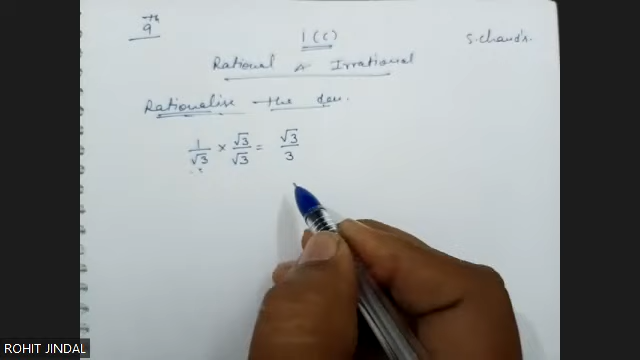 9th
1(c)
S. Chand's
Rational & Irrational
Rationalise the den.
1/√3 × √3/√3 = √3/3
ROHIT JINDAL